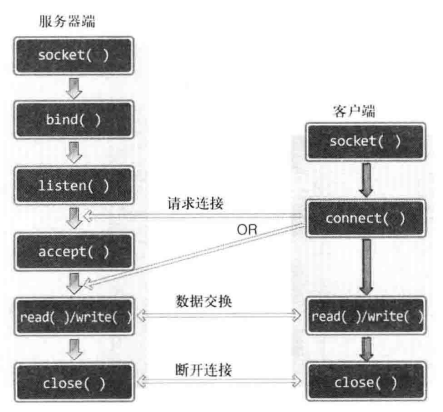 服务器端
socket( )
bind( )
客户端
socket( )
listen( )
请求连接
connect( )
OR
accept( )
数据交换
read( )/write( )
read( )/write( )
断开连接
close( )
close( )